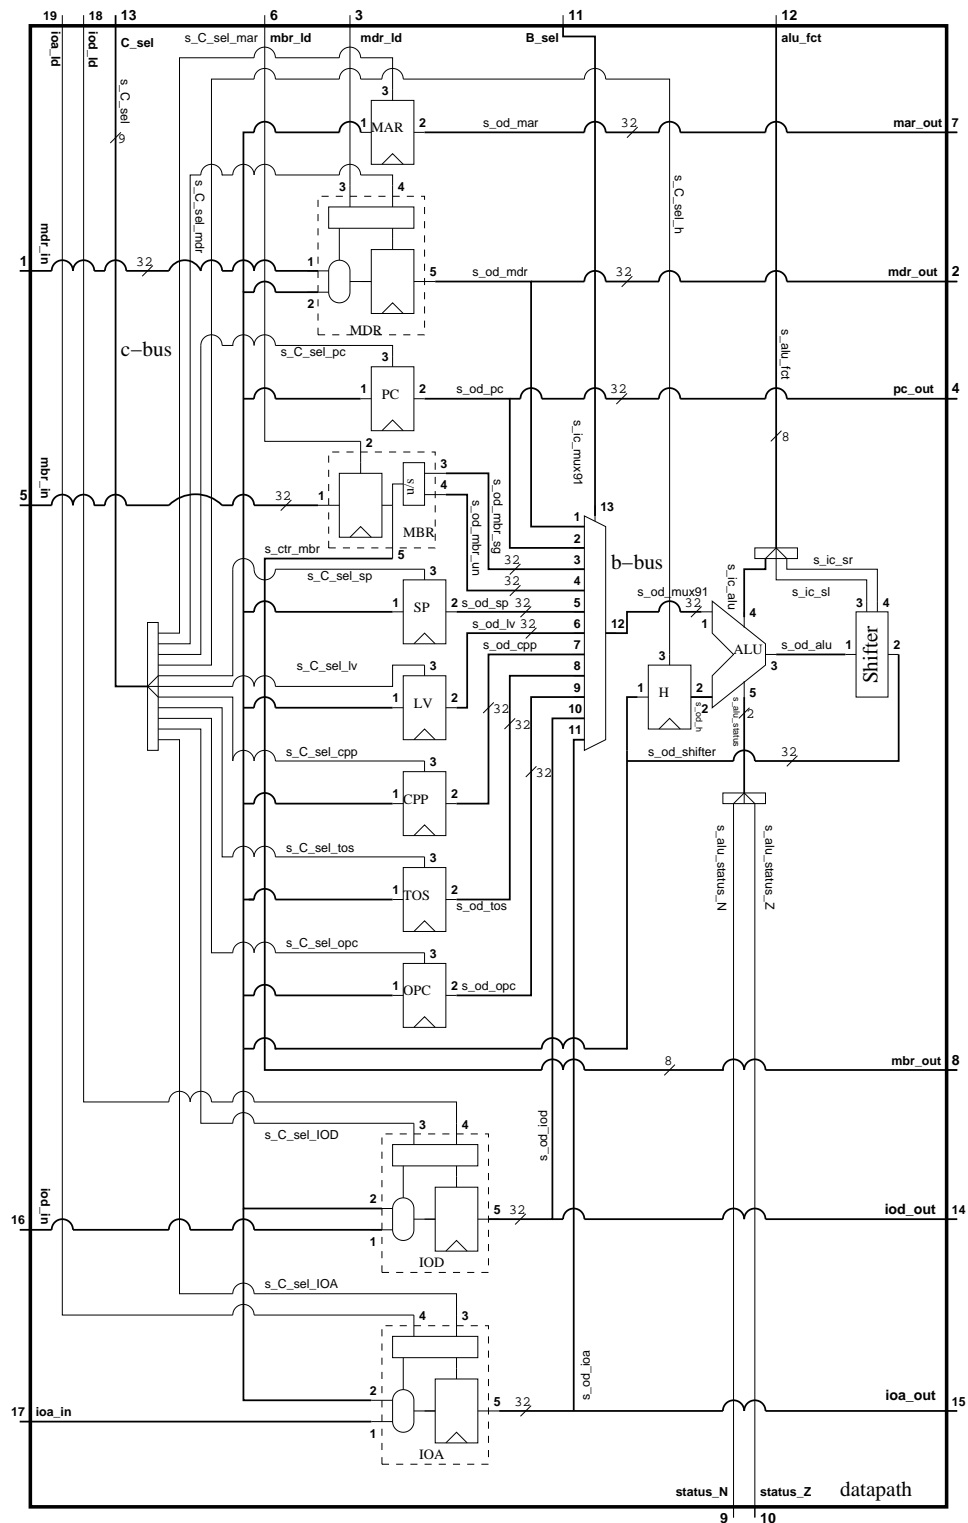 19 18 13 6 3 11 12
ioa_ld
iod_ld
C_sel
s_C_sel_mar mbr_ld
mdr_ld
B_sel
alu_fct
s_C_sel
9
3
1 MAR 2
s_od_mar
32
mar_out 7
s_C_sel_mdr
s_C_sel_h
3 4
mdr_in
1
32
1
2
5
s_od_mdr
32
mdr_out 2
MDR
c-bus
s_C_sel_pc
3
1 PC 2
s_od_pc
32
pc_out 4
s_alu_fct
8
s_ic_mux91
2
mbr_in
5
32
1
s/u
3
4
MBR
5
s_ctr_mbr
s_od_mbr_sg
s_od_mbr_un
13
1
2
3
4
5
6
7
8
9
10
11
12
32
32
b-bus
s_C_sel_sp
3
1 SP 2 s_od_sp 32
s_od_lv 32
s_od_cpp
s_C_sel_lv
3
1 LV 2
32
32
32
s_od_mux91
32
s_ic_alu
s_ic_sr
s_ic_sl
4
1
ALU
3
2
5
s_od_alu
3 4
1 Shifter 2
3
1 H 2
s_od_h
s_alu_status
2
s_od_shifter
32
s_C_sel_cpp
3
1 CPP 2
s_alu_status_N
s_alu_status_Z
s_C_sel_tos
3
1 TOS 2
s_od_tos
s_C_sel_opc
3
1 OPC 2 s_od_opc
8
mbr_out 8
s_C_sel_IOD
3 4
s_od_iod
iod_in
16
2
1
5 32
iod_out 14
IOD
s_C_sel_IOA
4 3
s_od_ioa
17 ioa_in
2
1
5 32
ioa_out 15
IOA
status_N status_Z datapath
9 10